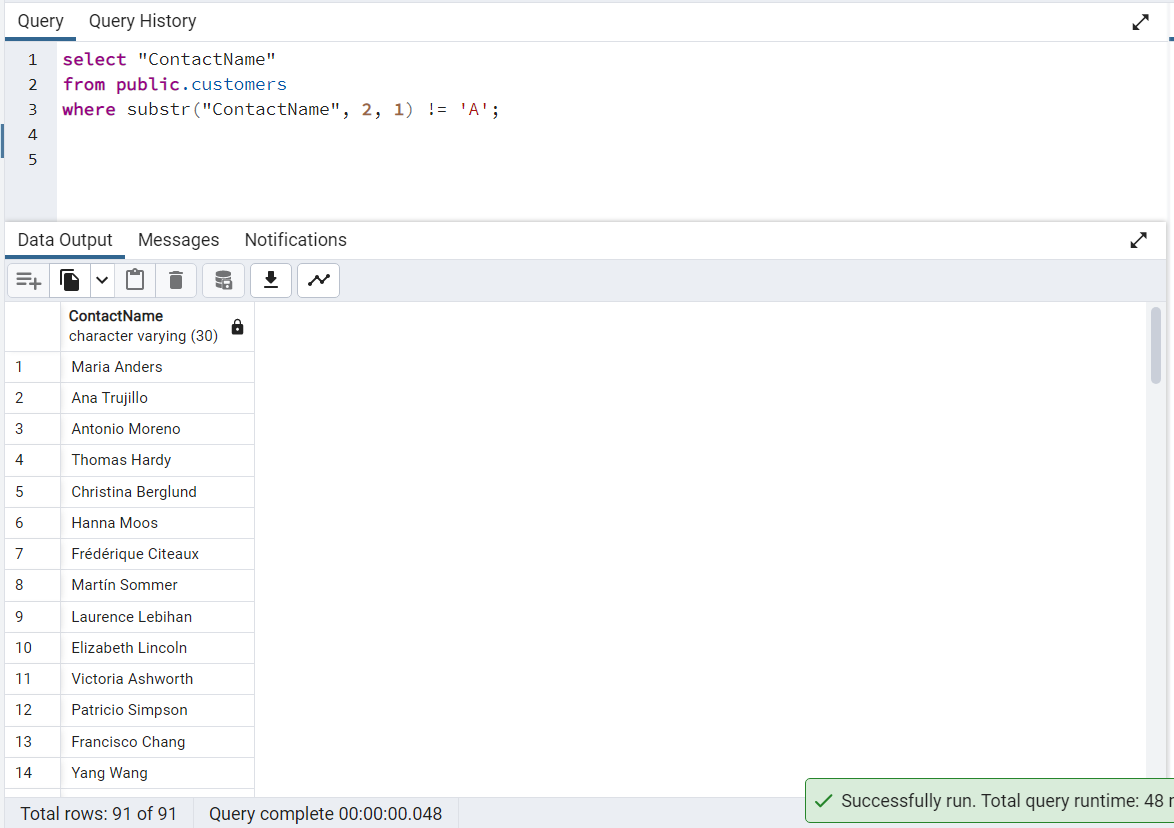 Query Query History
1 select "ContactName"
2 from public.customers
3 where substr("ContactName", 2, 1) != 'A';
4
5
Data Output Messages Notifications
ContactName
character varying (30)
1 Maria Anders
2 Ana Trujillo
3 Antonio Moreno
4 Thomas Hardy
5 Christina Berglund
6 Hanna Moos
7 Frédérique Citeaux
8 Martín Sommer
9 Laurence Lebihan
10 Elizabeth Lincoln
11 Victoria Ashworth
12 Patricio Simpson
13 Francisco Chang
14 Yang Wang
Total rows: 91 of 91 Query complete 00:00:00.048
Successfully run. Total query runtime: 48